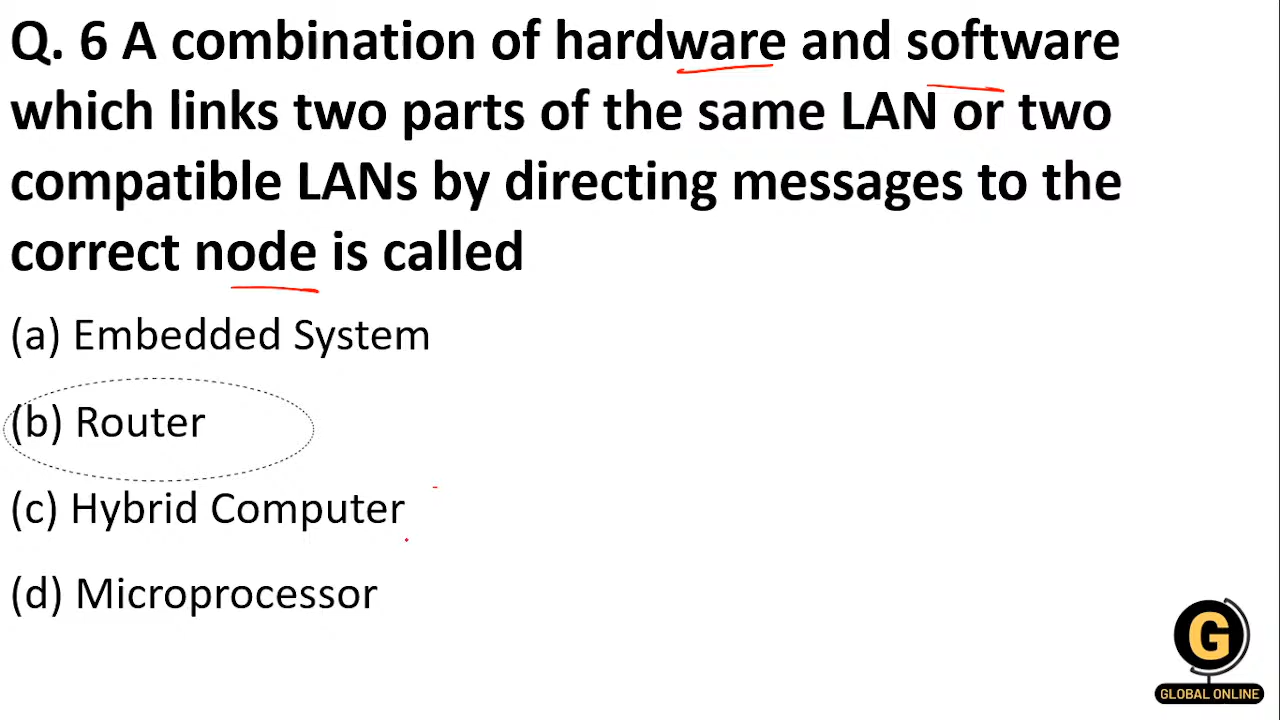 Q. 6 A combination of hardware and software
which links two parts of the same LAN or two
compatible LANs by directing messages to the
correct node is called
(a) Embedded System
(b) Router
(c) Hybrid Computer
(d) Microprocessor
G
GLOBAL ONLINE